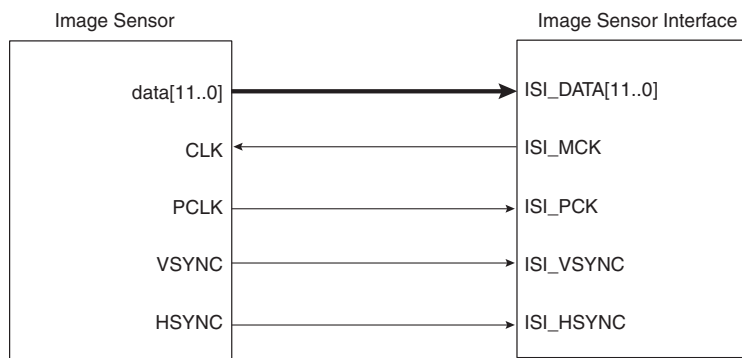 Image Sensor
Image Sensor Interface
data[11..0]
ISI_DATA[11..0]
CLK
ISI_MCK
PCLK
ISI_PCK
VSYNC
ISI_VSYNC
HSYNC
ISI_HSYNC